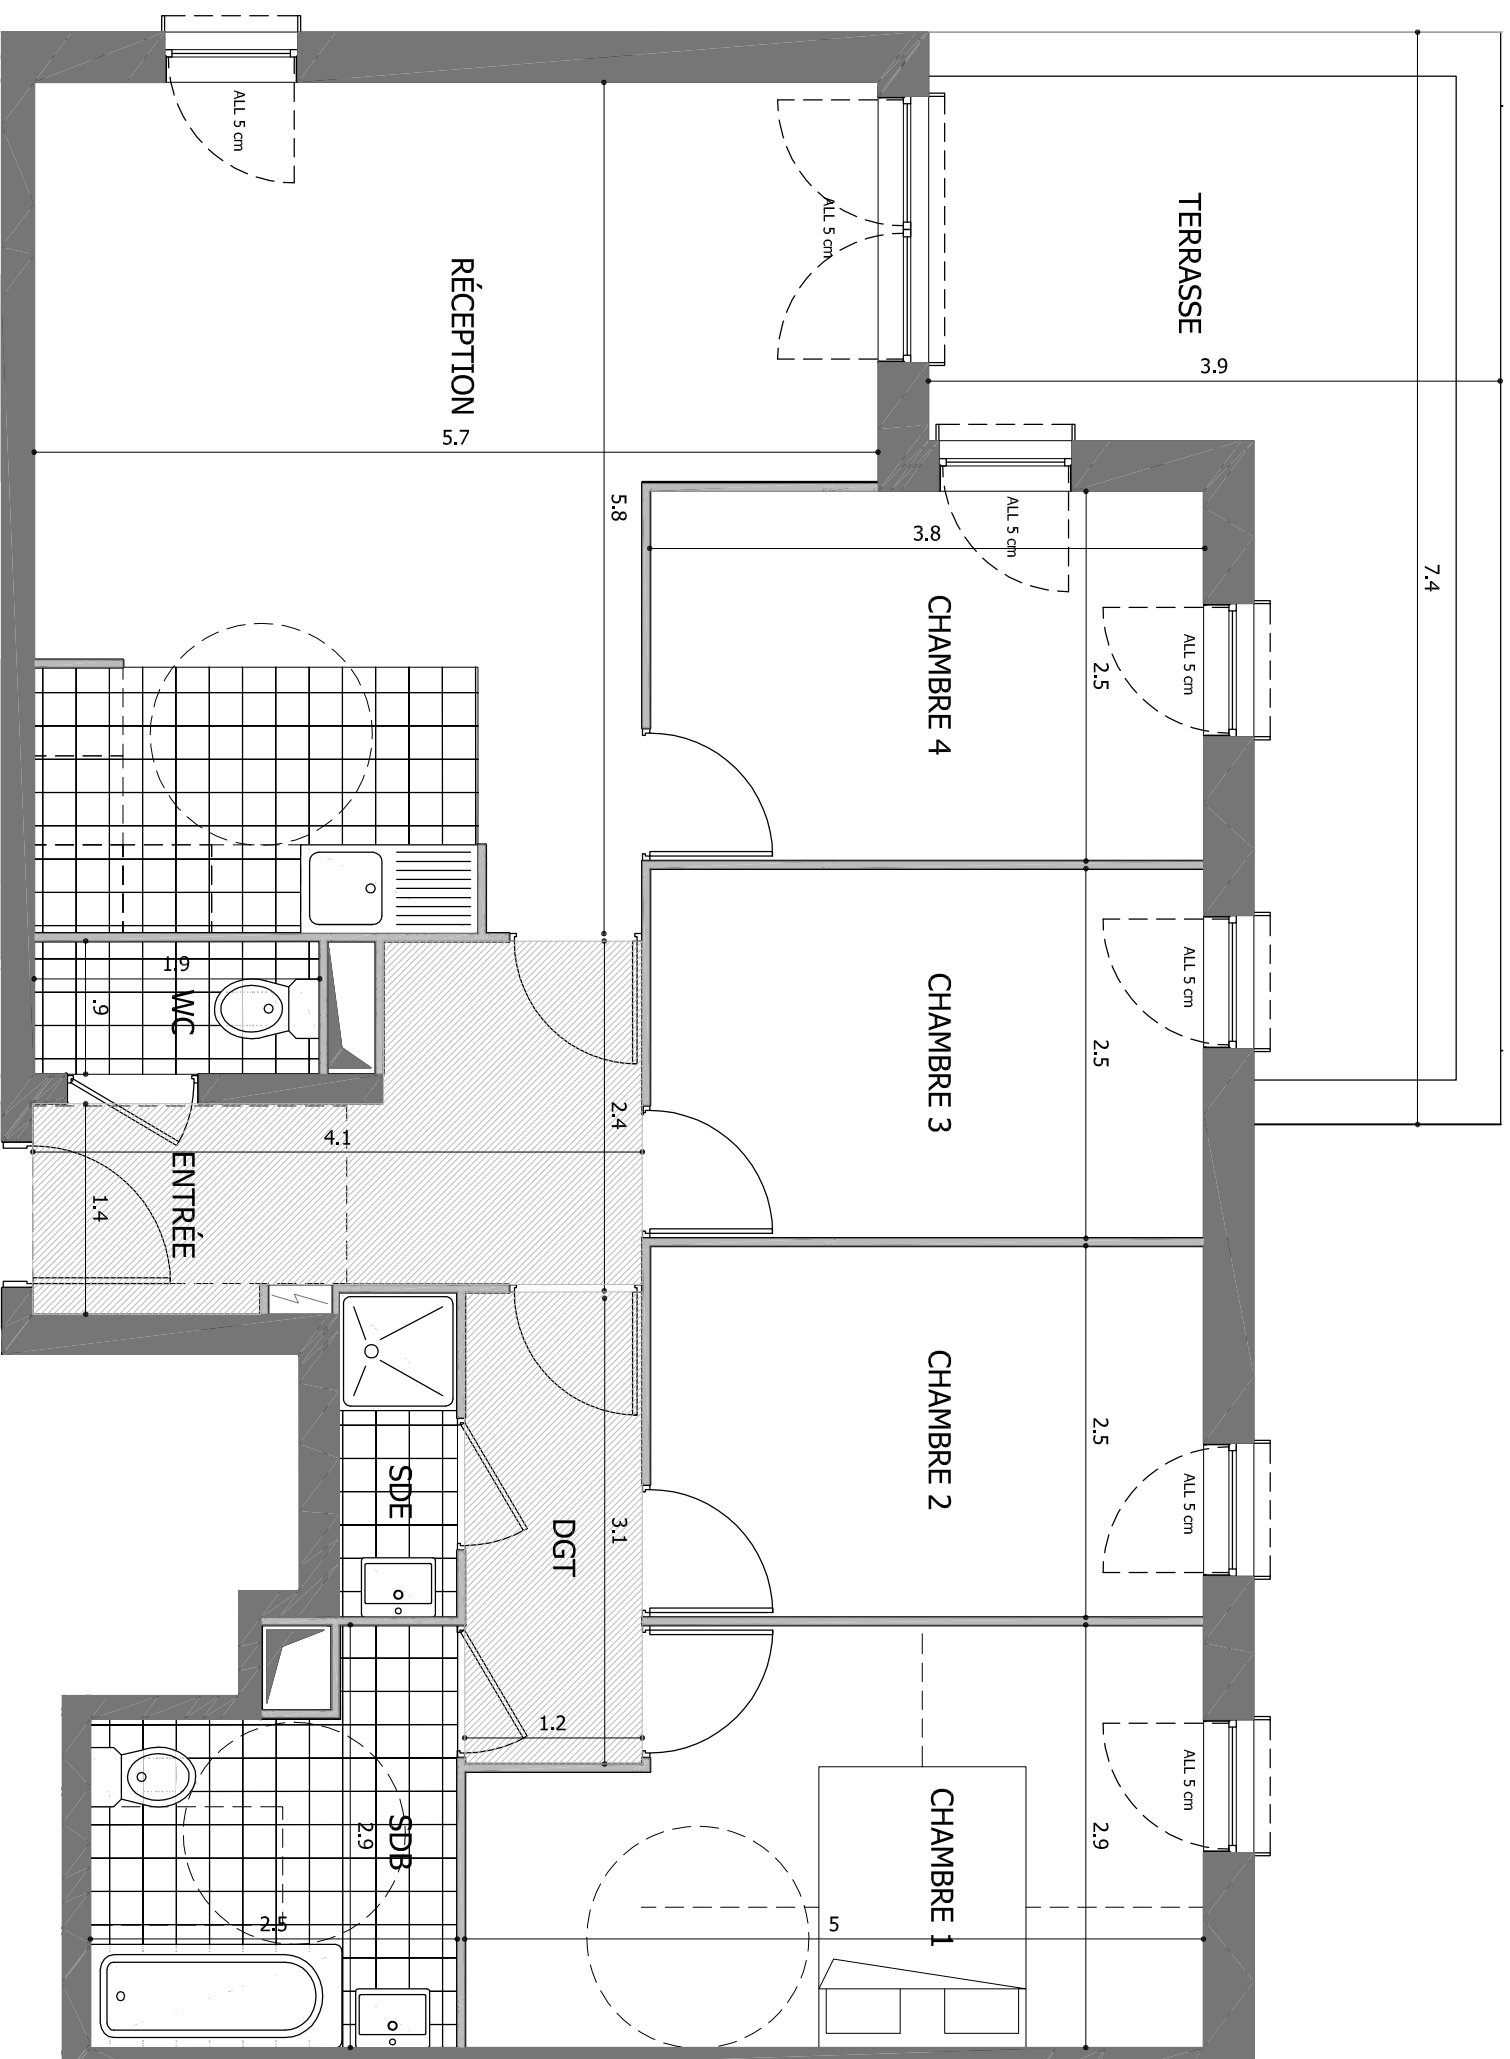 ALL 5 cm
ALL 5 cm
TERRASSE
3.9
7.4
RÉCEPTION
5.7
5.8
ALL 5 cm
3.8
CHAMBRE 4
2.5
ALL 5 cm
1.9
WC
.9
CHAMBRE 3
2.5
ALL 5 cm
4.1
2.4
ENTRÉE
1.4
CHAMBRE 2
2.5
ALL 5 cm
SDE
DGT
3.1
1.2
SDB
2.9
2.5
CHAMBRE 1
5
2.9
ALL 5 cm